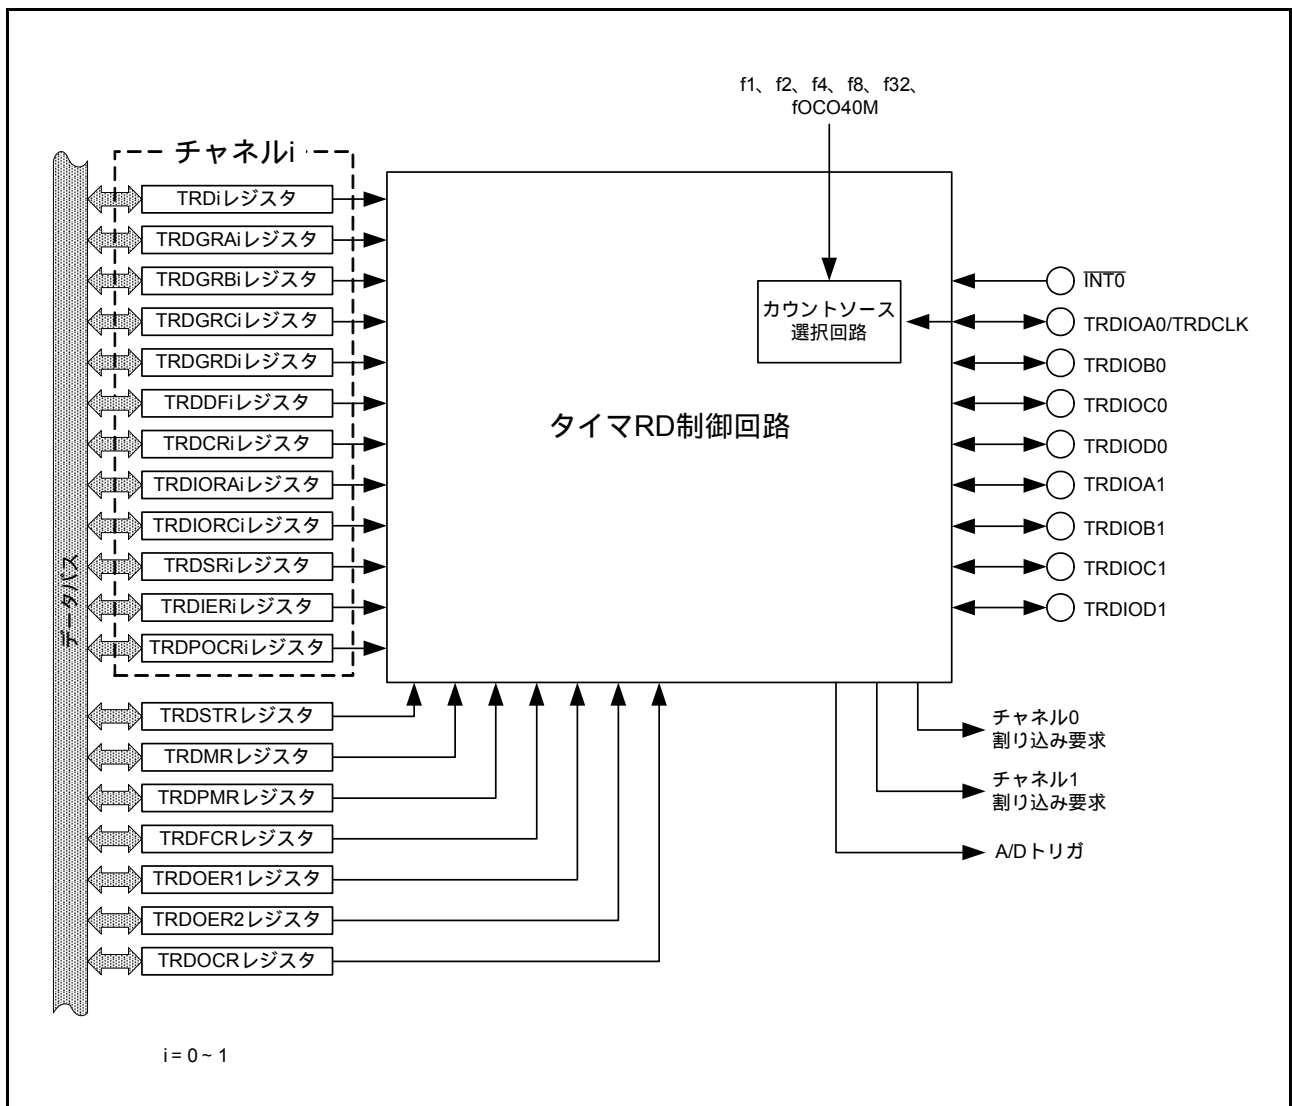 f1、f2、f4、f8、f32、
fOCO40M
チャネルi
TRDiレジスタ
TRDGRAiレジスタ
TRDGRBiレジスタ
TRDGRCiレジスタ
TRDGRDiレジスタ
TRDDFiレジスタ
TRDCRiレジスタ
TRDIORAiレジスタ
TRDIORCiレジスタ
TRDSRiレジスタ
TRDIERiレジスタ
TRDPOCRiレジスタ
データバス
カウントソース
選択回路
タイマRD制御回路
INT0
TRDIOA0/TRDCLK
TRDIOB0
TRDIOC0
TRDIOD0
TRDIOA1
TRDIOB1
TRDIOC1
TRDIOD1
TRDSTRレジスタ
TRDMRレジスタ
TRDPMRレジスタ
TRDFCRレジスタ
TRDOER1レジスタ
TRDOER2レジスタ
TRDOCRレジスタ
チャネル0
割り込み要求
チャネル1
割り込み要求
A/Dトリガ
i = 0 ~ 1